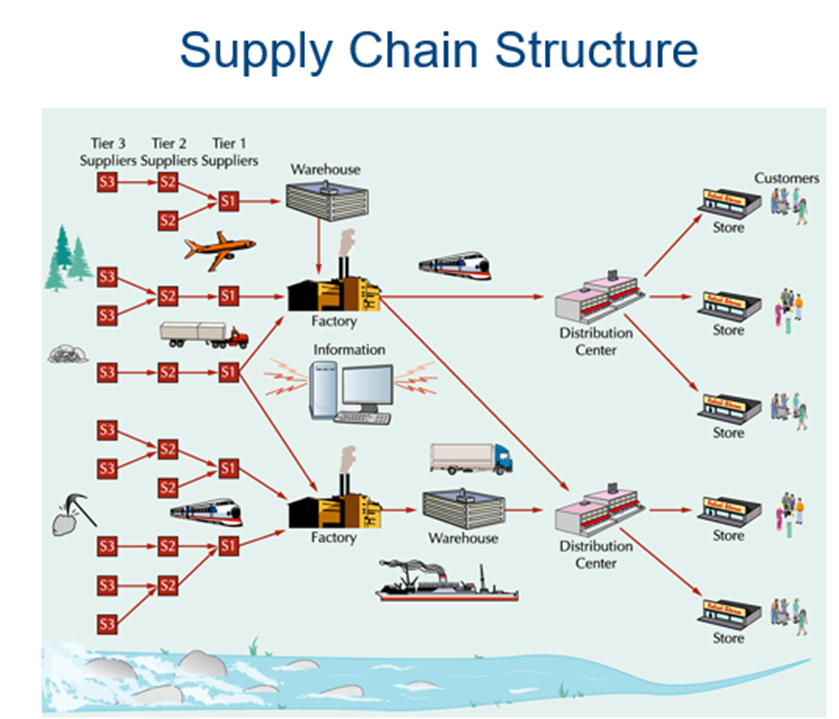 Supply Chain Structure
Tier 3 Tier 2 Tier 1
Suppliers Suppliers Suppliers
Warehouse
Customers
S3 S2
S1
S2
Store
S3
S2 S1
S3
Factory
Store
Distribution
Center
Information
S3 S2 S1
S3
Store
S2
S3 S1
S2
Factory
Warehouse
Store
Distribution
Center
S3 S2 S1
S3 S2
S3
Store